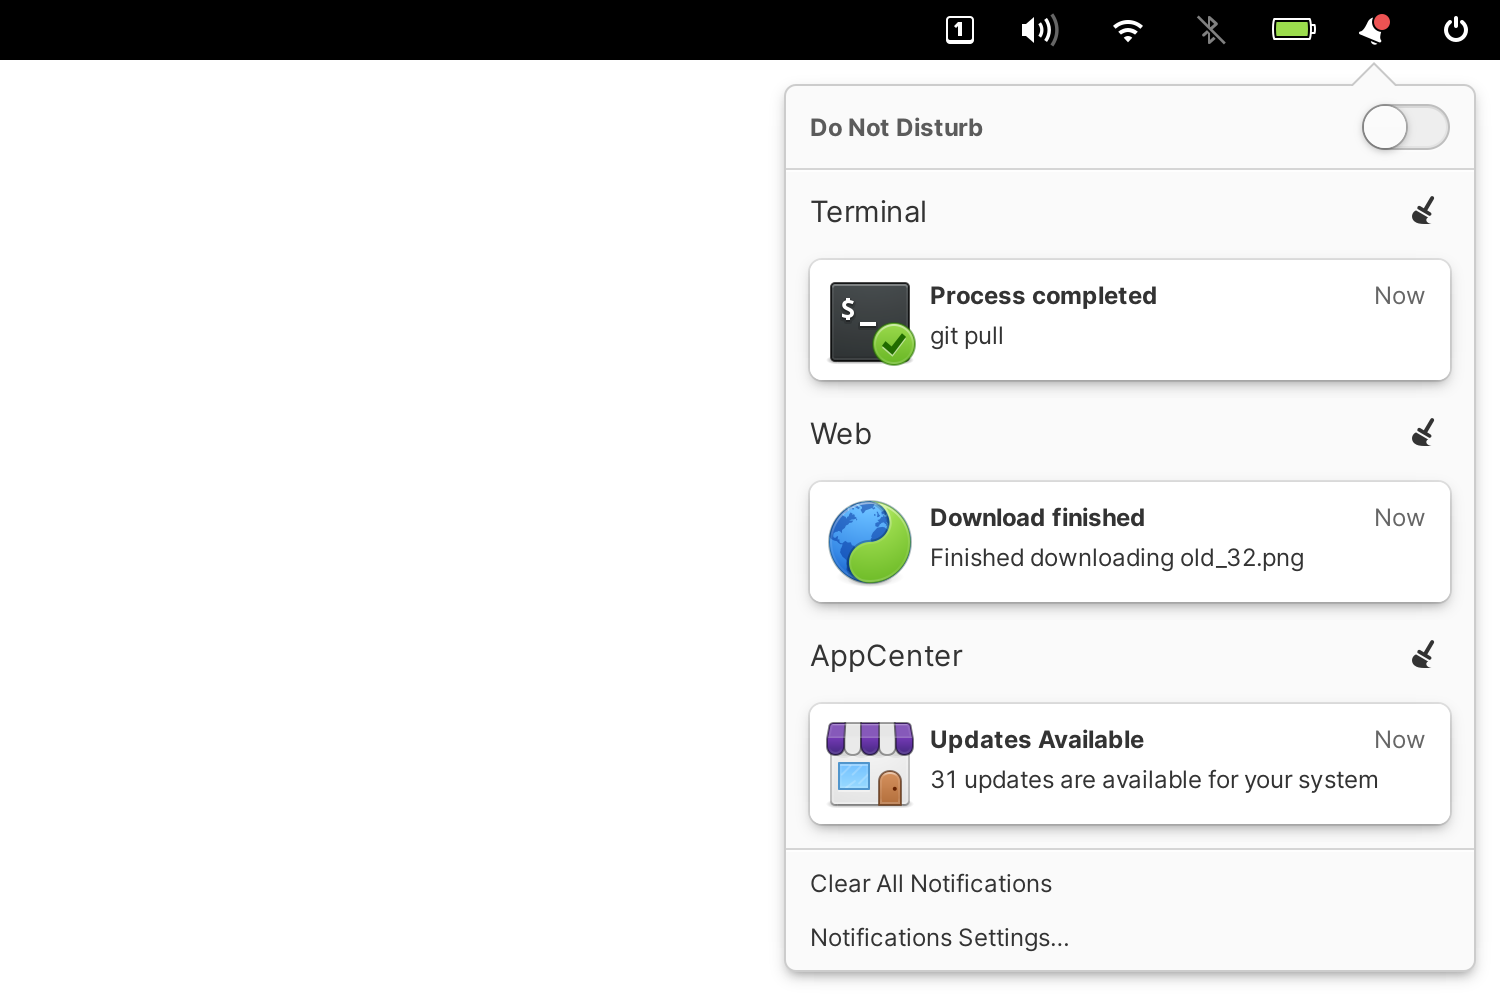 1
Do Not Disturb
Terminal
$_
Process completed Now
git pull
Web
Download finished Now
Finished downloading old_32.png
AppCenter
Updates Available Now
31 updates are available for your system
Clear All Notifications
Notifications Settings...